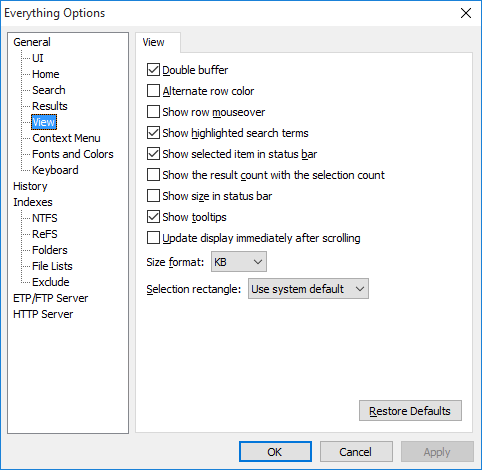 Everything Options
General
UI
Home
Search
Results
View
Context Menu
Fonts and Colors
Keyboard
History
Indexes
NTFS
ReFS
Folders
File Lists
Exclude
ETP/FTP Server
HTTP Server
View
Double buffer
Alternate row color
Show row mouseover
Show highlighted search terms
Show selected item in status bar
Show the result count with the selection count
Show size in status bar
Show tooltips
Update display immediately after scrolling
Size format: KB
Selection rectangle: Use system default
Restore Defaults
OK Cancel Apply